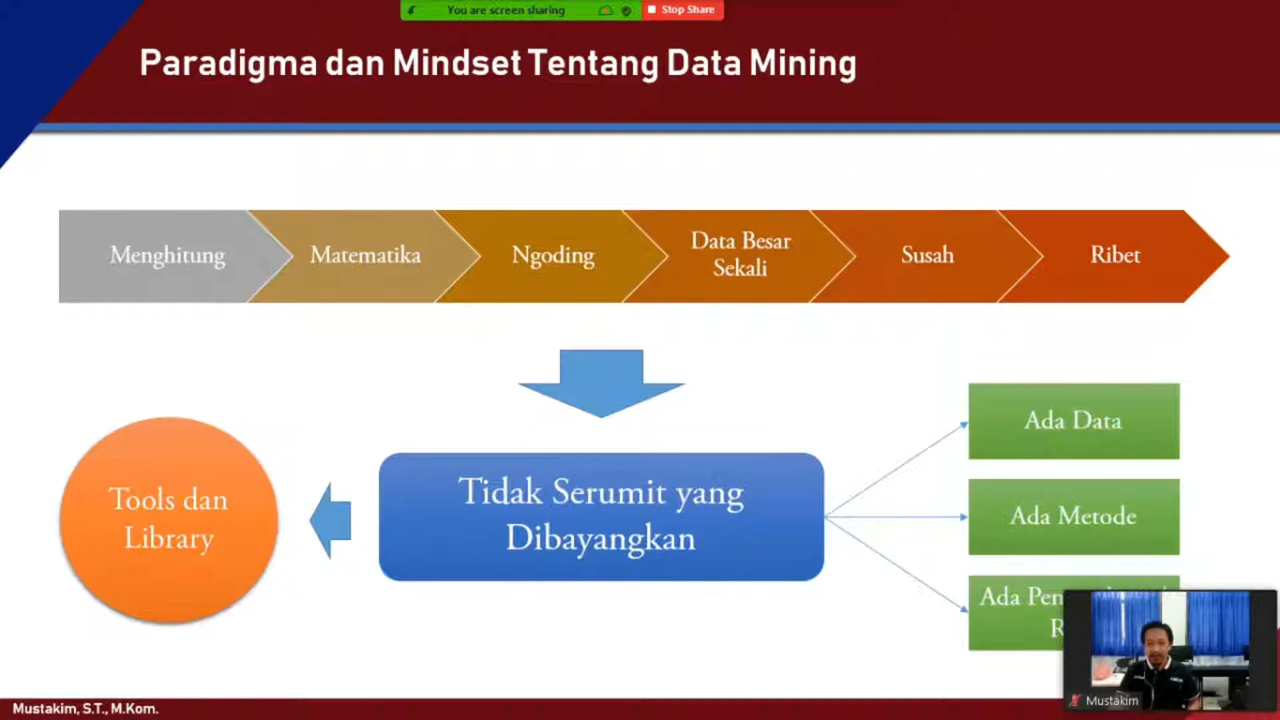 You are screen sharing
Stop Share
Paradigma dan Mindset Tentang Data Mining
Menghitung
Matematika
Ngoding
Data Besar
Sekali
Susah
Ribet
Tools dan
Library
Tidak Serumit yang
Dibayangkan
Ada Data
Ada Metode
Ada
Mustakim
Mustakim, S.T., M.Kom.